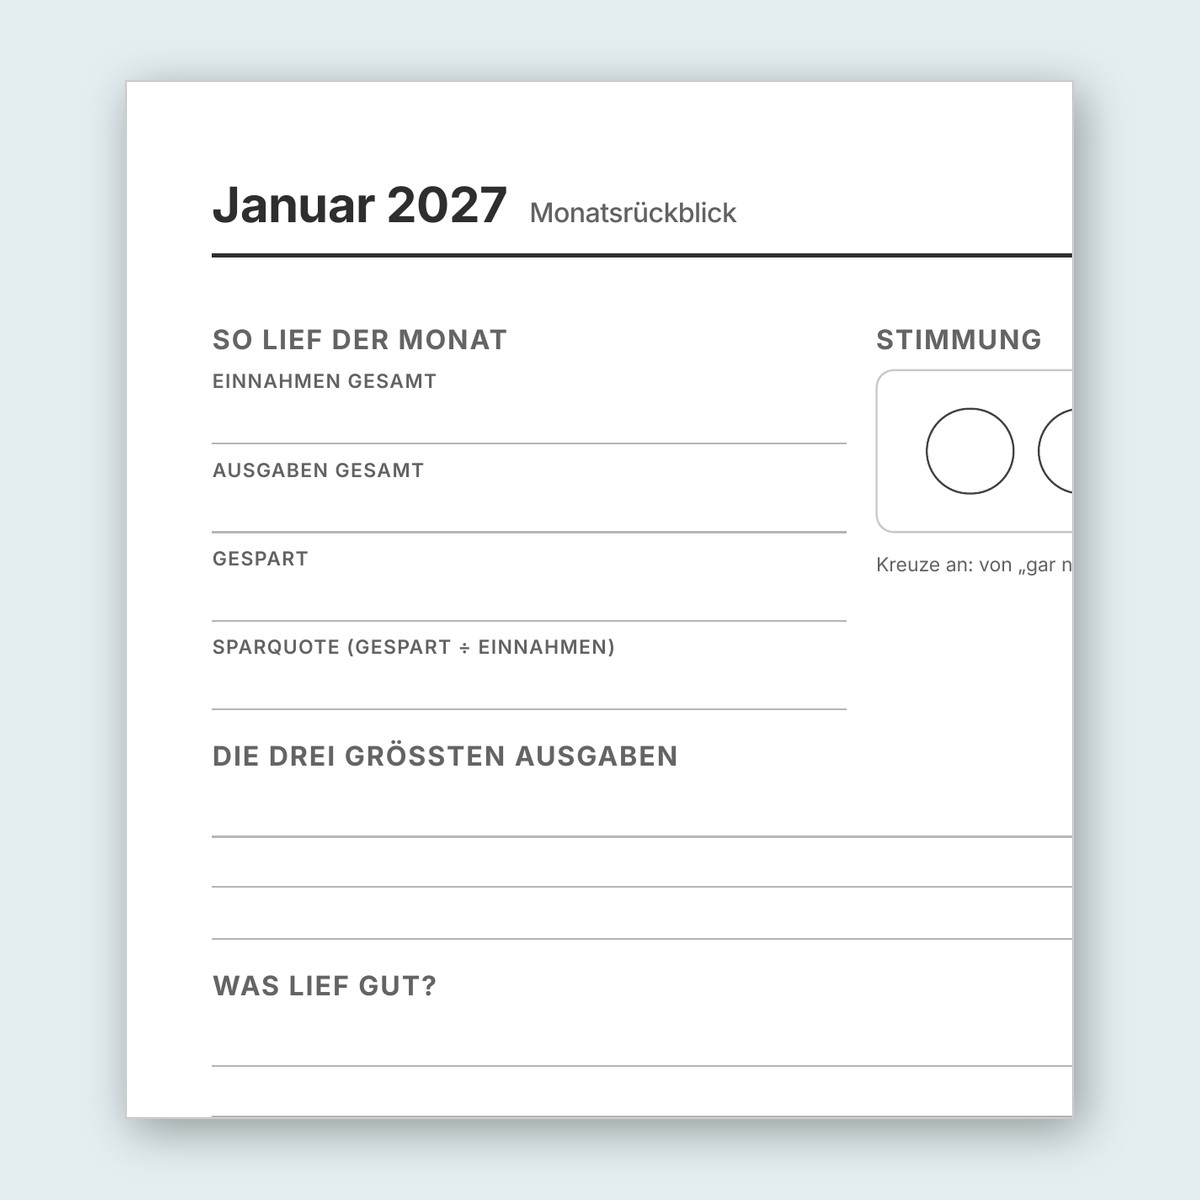 Januar 2027 Monatsrückblick
SO LIEF DER MONAT
EINNAHMEN GESAMT
AUSGABEN GESAMT
GESPART
SPARQUOTE (GESPART ÷ EINNAHMEN)
STIMMUNG
Kreuze an: von „gar
DIE DREI GRÖSSTEN AUSGABEN
WAS LIEF GUT?